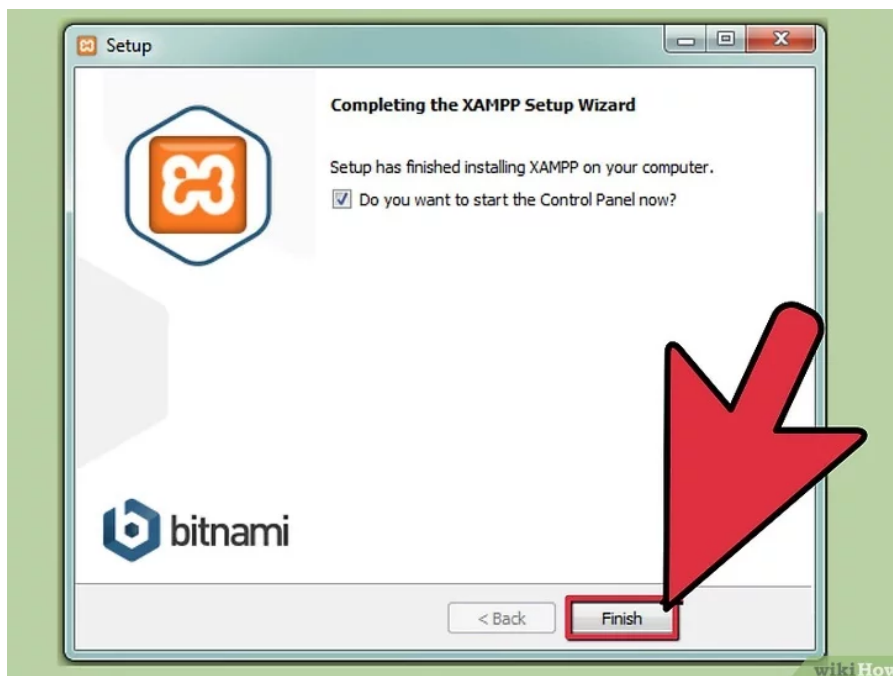 Setup
Completing the XAMPP Setup Wizard
Setup has finished installing XAMPP on your computer.
Do you want to start the Control Panel now?
bitnami
< Back
Finish
wikiHow